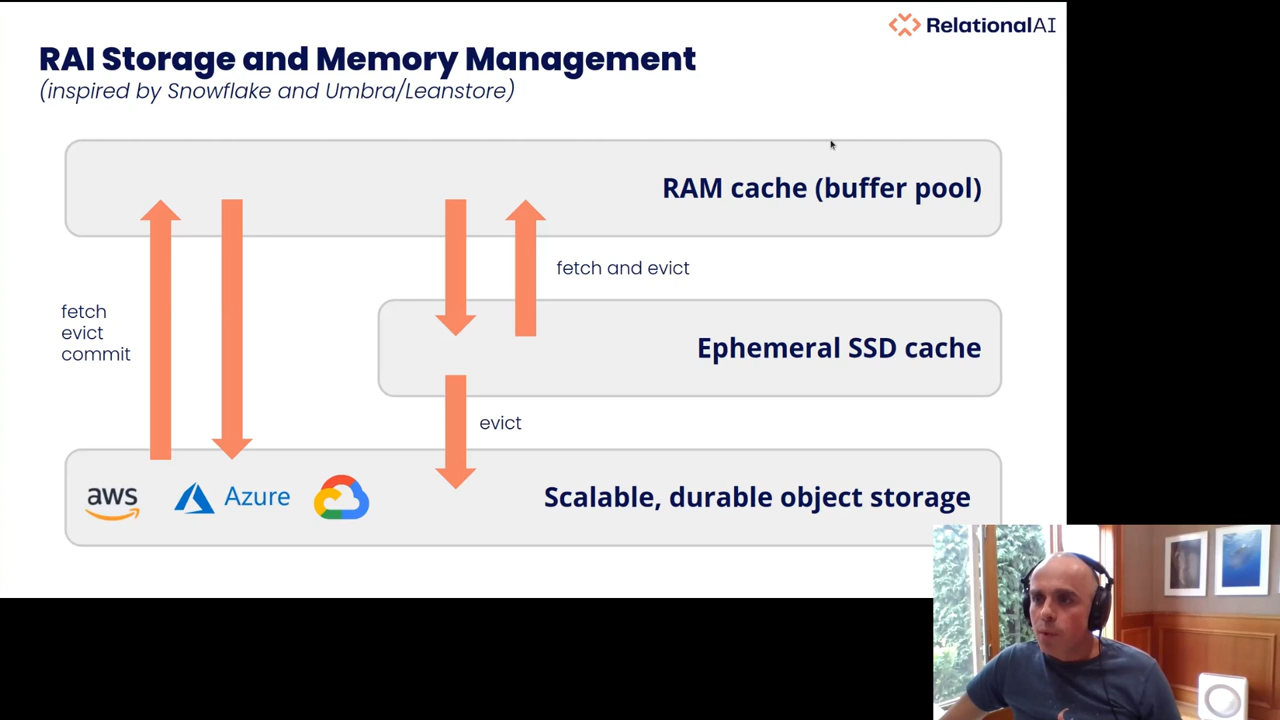 RelationalAI
RAI Storage and Memory Management
(inspired by Snowflake and Umbra/Leanstore)
RAM cache (buffer pool)
fetch and evict
fetch
evict
commit
Ephemeral SSD cache
evict
aws
Azure
Scalable, durable object storage